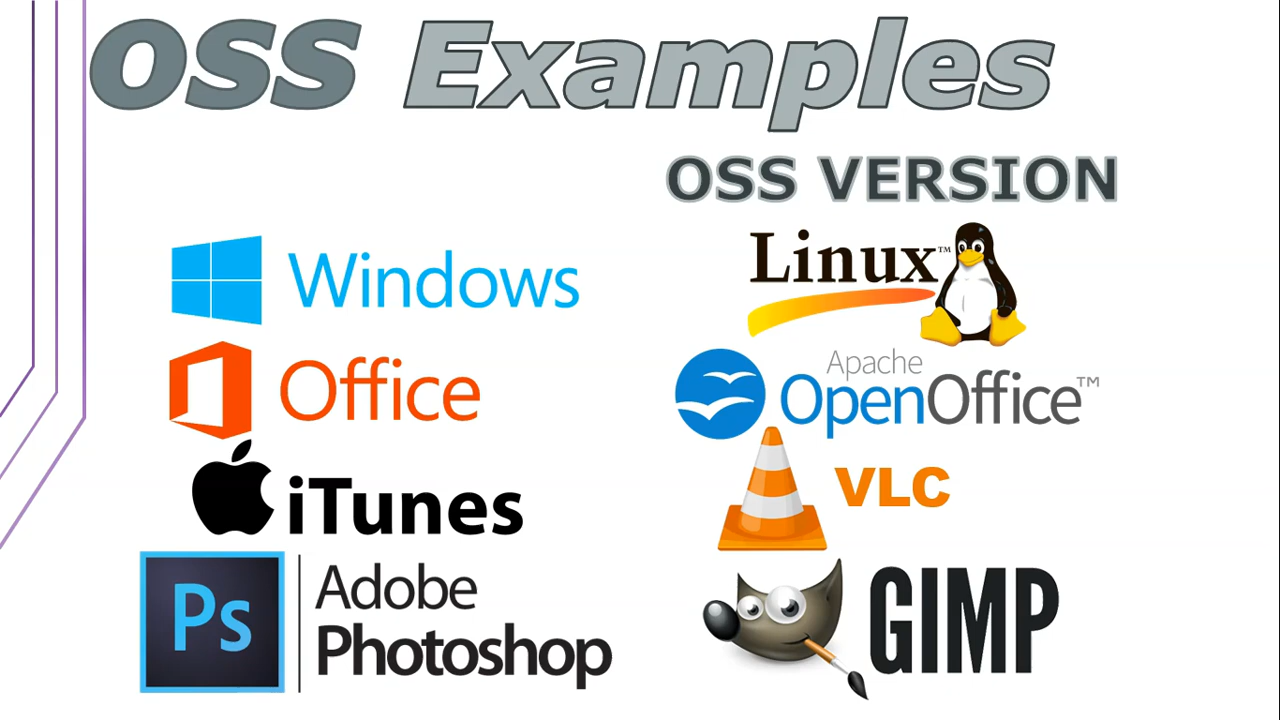 OSS Examples
OSS VERSION
Windows
Linux™
Office
Apache
OpenOffice™
iTunes
VLC
Ps
Adobe
Photoshop
GIMP